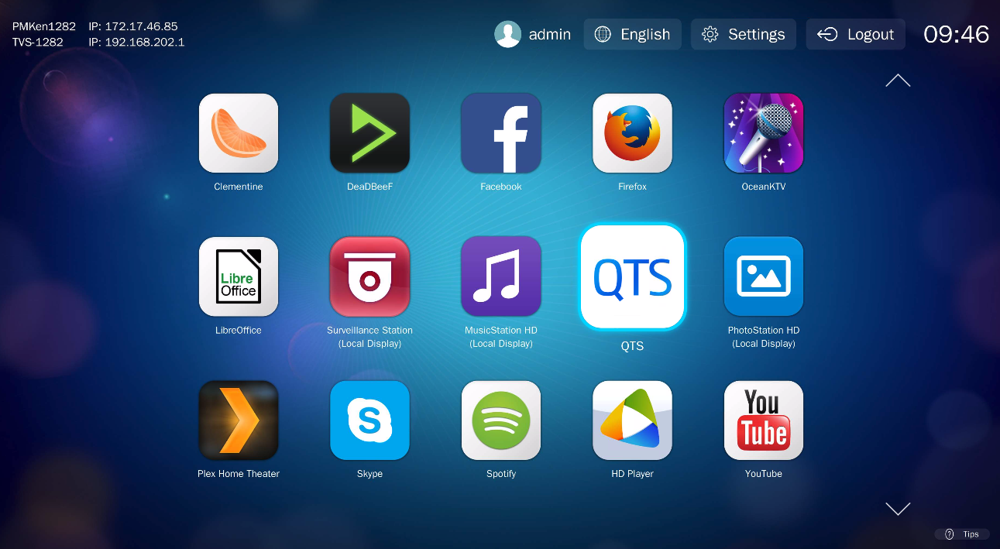 PMKen1282 IP: 172.17.46.85
TVS-1282 IP: 192.168.202.1
admin
English
Settings
Logout
09:46
Clementine
DeaDBeeF
f
Facebook
Firefox
OceanKTV
Libre
Office
LibreOffice
Surveillance Station
(Local Display)
MusicStation HD
(Local Display)
QTS
QTS
PhotoStation HD
(Local Display)
Plex Home Theater
S
Skype
Spotify
HD Player
You
Tube
YouTube
? Tips